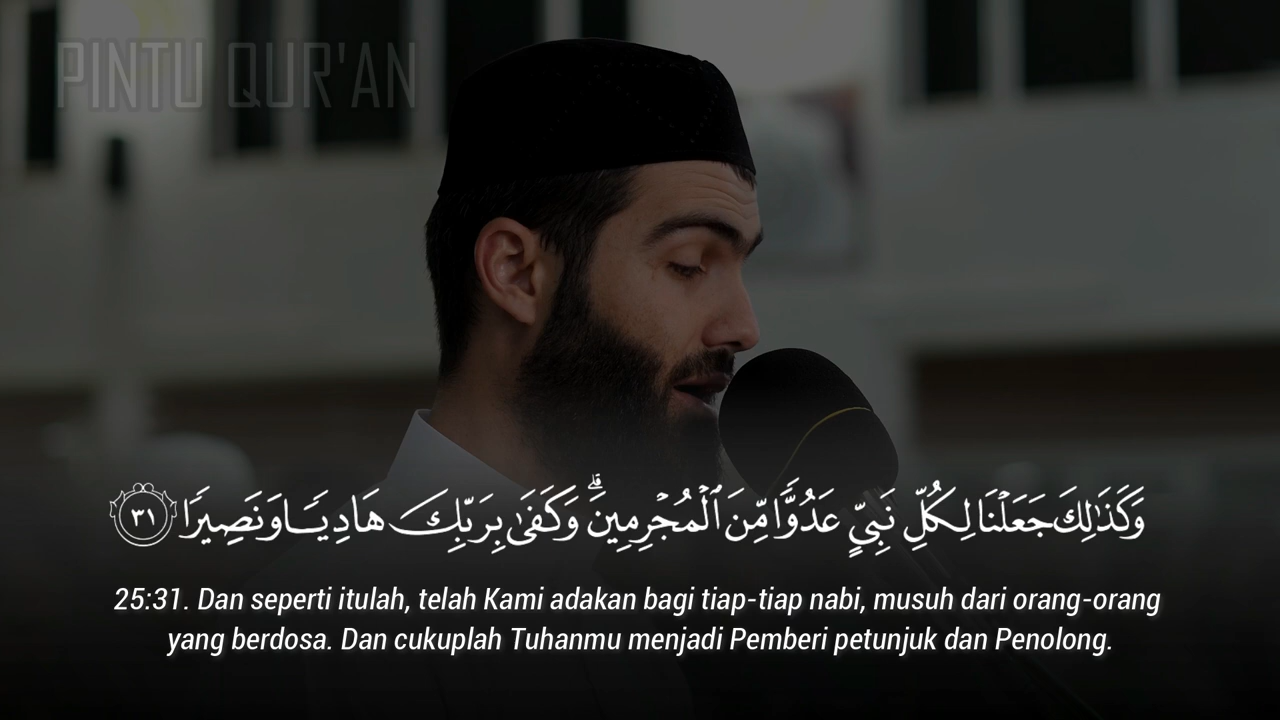 PINTU QUR'AN
وَكَذَٰلِكَ جَعَلْنَا لِكُلِّ نَبِيٍّ عَدُوًّا مِّنَ ٱلْمُجْرِمِينَ ۗ وَكَفَىٰ بِرَبِّكَ هَادِيًا وَنَصِيرًا ٣١
25:31. Dan seperti itulah, telah Kami adakan bagi tiap-tiap nabi, musuh dari orang-orang
yang berdosa. Dan cukuplah Tuhanmu menjadi Pemberi petunjuk dan Penolong.